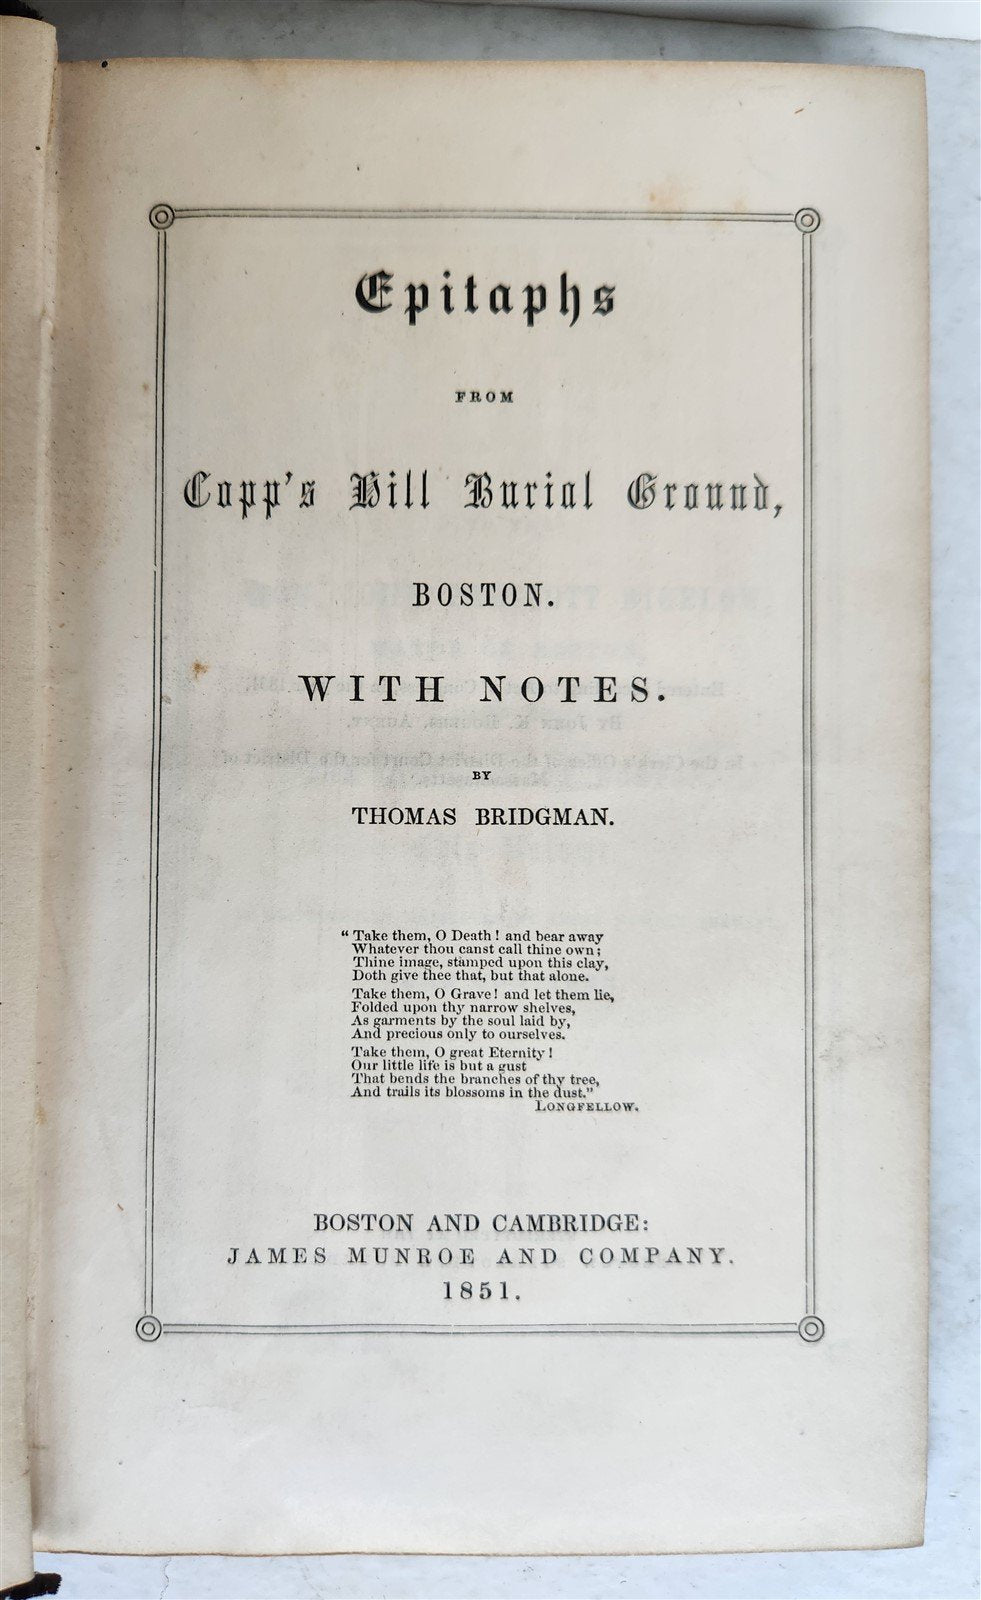 Epitaphs
FROM
Copp's Hill Burial Ground,
BOSTON.
WITH NOTES.
BY
THOMAS BRIDGMAN.
“ Take them, O Death ! and bear away
Whatever thou canst call thine own ;
Thine image, stamped upon this clay,
Doth give thee that, but that alone.
Take them, O Grave ! and let them lie,
Folded upon thy narrow shelves,
As garments by the soul laid by,
And precious only to ourselves.
Take them, O great Eternity !
Our little life is but a gust
That bends the branches of thy tree,
And trails its blossoms in the dust.”
LONGFELLOW.
BOSTON AND CAMBRIDGE:
JAMES MUNROE AND COMPANY.
1851.